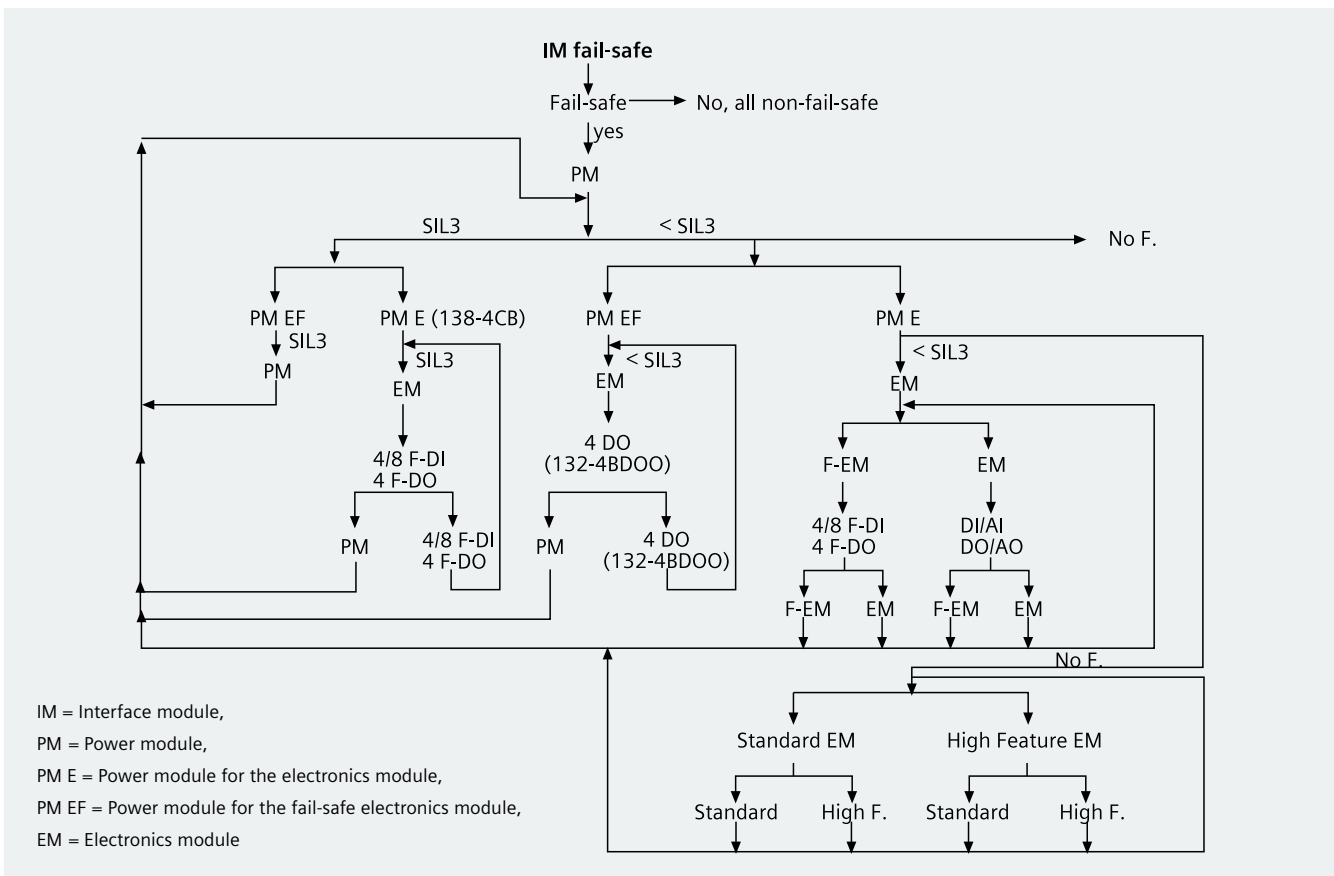 IM fail-safe
Fail-safe
No, all non-fail-safe
yes
PM
SIL3
< SIL3
No F.
PM EF
PM E (138-4CB)
PM EF
PM E
SIL3
PM
SIL3
EM
< SIL3
EM
< SIL3
EM
4/8 F-DI
4 F-DO
4 DO
(132-4BDOO)
F-EM
EM
PM
4/8 F-DI
4 F-DO
PM
4 DO
(132-4BDOO)
4/8 F-DI
4 F-DO
DI/AI
DO/AO
F-EM
EM
F-EM
EM
No F.
Standard EM
High Feature EM
Standard
High F.
Standard
High F.
IM = Interface module,
PM = Power module,
PM E = Power module for the electronics module,
PM EF = Power module for the fail-safe electronics module,
EM = Electronics module